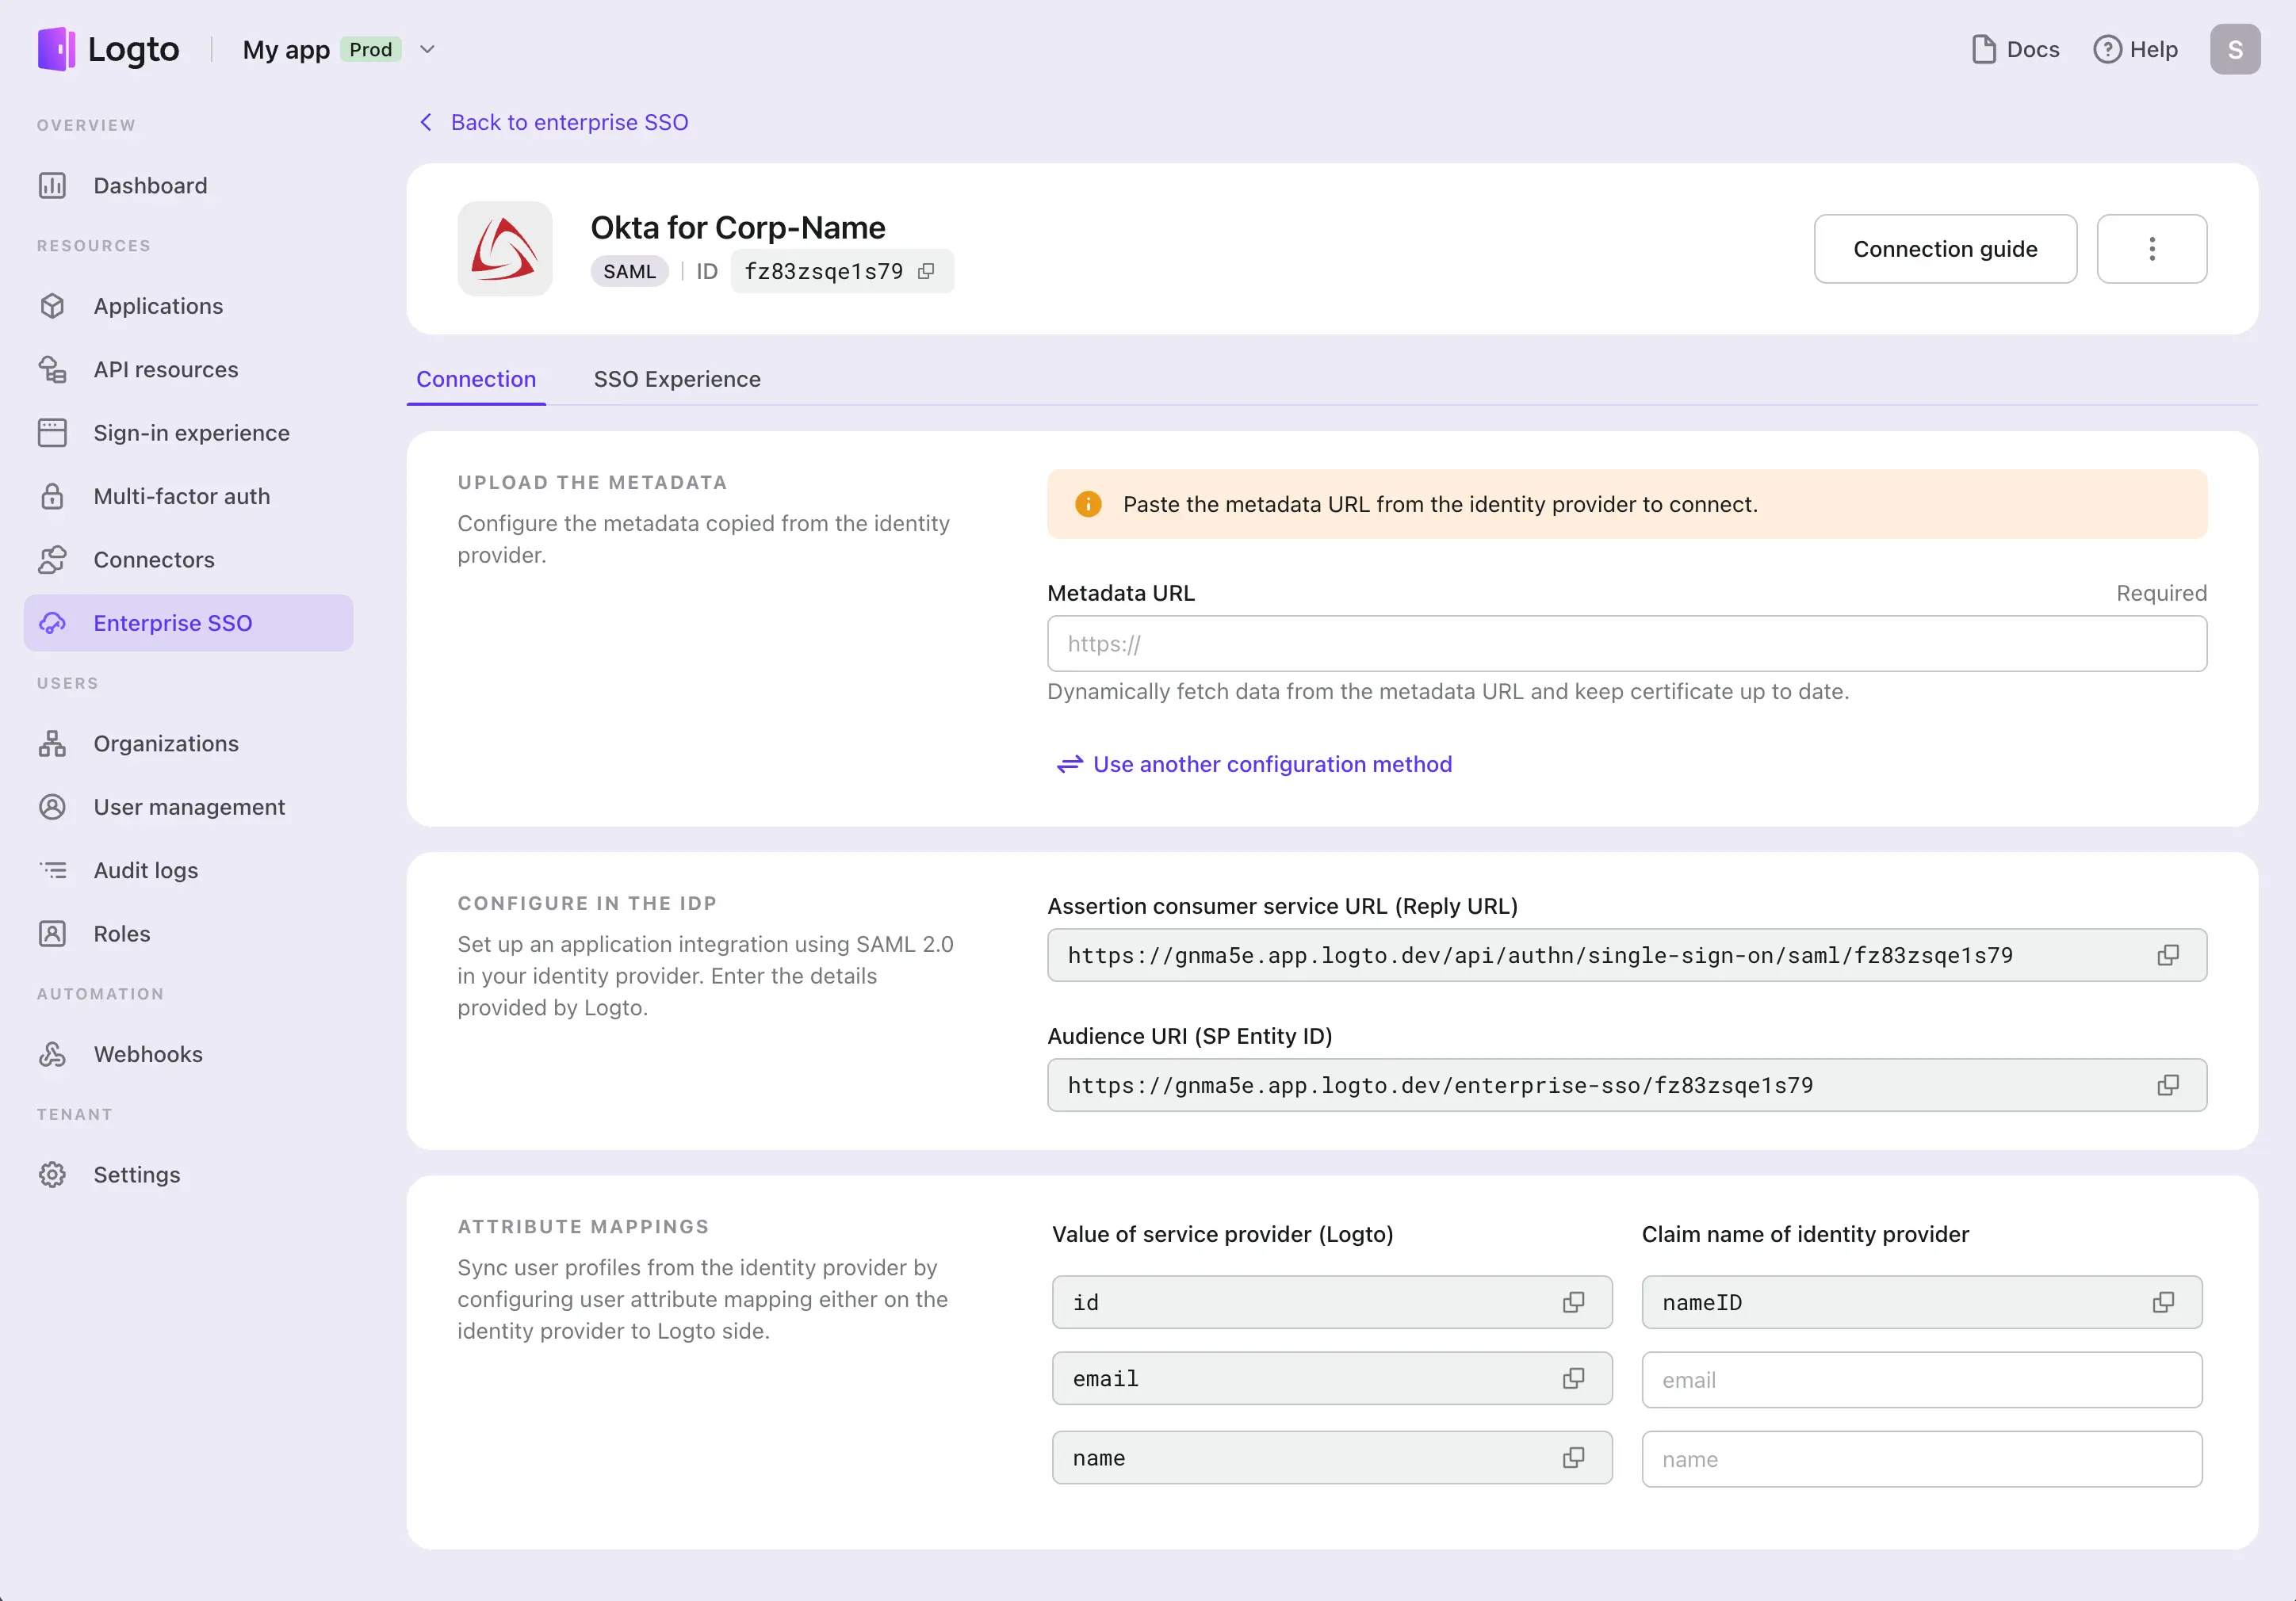 Logto
My app Prod
Docs
Help
S
OVERVIEW
Dashboard
RESOURCES
Applications
API resources
Sign-in experience
Multi-factor auth
Connectors
Enterprise SSO
USERS
Organizations
User management
Audit logs
Roles
AUTOMATION
Webhooks
TENANT
Settings
Back to enterprise SSO
Okta for Corp-Name
SAML ID fz83zsqe1s79
Connection guide
Connection
SSO Experience
UPLOAD THE METADATA
Configure the metadata copied from the identity
provider.
Paste the metadata URL from the identity provider to connect.
Metadata URL
Required
https://
Dynamically fetch data from the metadata URL and keep certificate up to date.
Use another configuration method
CONFIGURE IN THE IDP
Set up an application integration using SAML 2.0
in your identity provider. Enter the details
provided by Logto.
Assertion consumer service URL (Reply URL)
https://gnma5e.app.logto.dev/api/authn/single-sign-on/saml/fz83zsqe1s79
Audience URI (SP Entity ID)
https://gnma5e.app.logto.dev/enterprise-sso/fz83zsqe1s79
ATTRIBUTE MAPPINGS
Sync user profiles from the identity provider by
configuring user attribute mapping either on the
identity provider to Logto side.
Value of service provider (Logto)
Claim name of identity provider
id
nameID
email
email
name
name